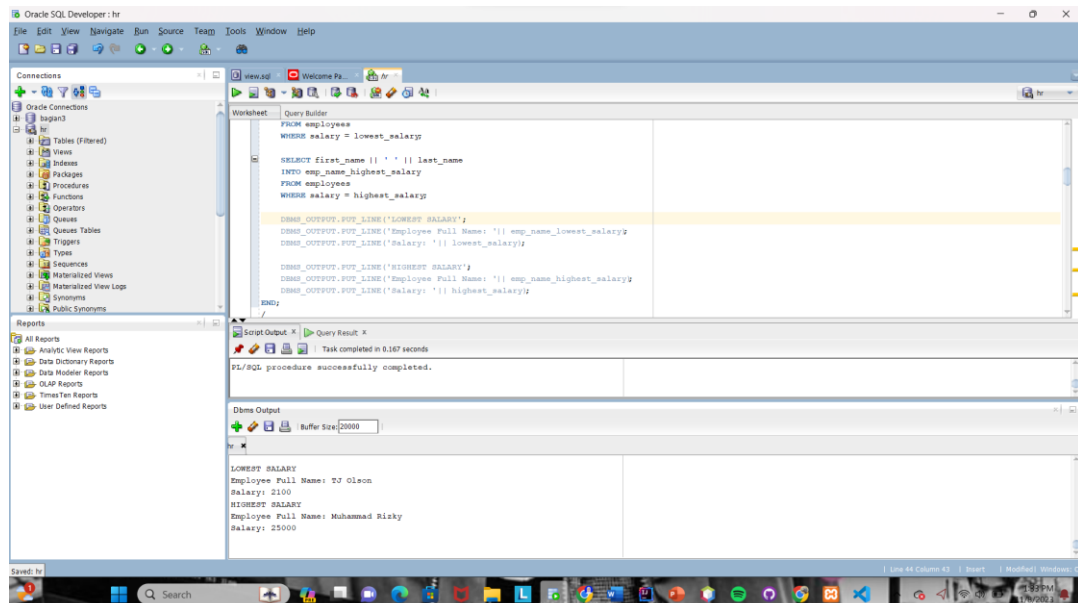 Oracle SQL Developer : hr
File Edit View Navigate Run Source Team Tools Window Help
Connections
Oracle Connections
bagian3
hr
Tables (Filtered)
Views
Indexes
Packages
Procedures
Functions
Operators
Queues
Queues Tables
Triggers
Types
Sequences
Materialized Views
Materialized View Logs
Synonyms
Public Synonyms
Reports
All Reports
Analytic View Reports
Data Dictionary Reports
Data Modeler Reports
OLAP Reports
TimesTen Reports
User Defined Reports
view.sql Welcome Pa... hr
hr
Worksheet Query Builder
FROM employees
WHERE salary = lowest_salary;
SELECT first_name || ' ' || last_name
INTO emp_name_highest_salary
FROM employees
WHERE salary = highest_salary;
DBMS_OUTPUT.PUT_LINE('LOWEST SALARY');
DBMS_OUTPUT.PUT_LINE('Employee Full Name: '|| emp_name_lowest_salary);
DBMS_OUTPUT.PUT_LINE('Salary: '|| lowest_salary);
DBMS_OUTPUT.PUT_LINE('HIGHEST SALARY');
DBMS_OUTPUT.PUT_LINE('Employee Full Name: '|| emp_name_highest_salary);
DBMS_OUTPUT.PUT_LINE('Salary: '|| highest_salary);
END;
/
Script Output Query Result
Task completed in 0.167 seconds
PL/SQL procedure successfully completed.
Dbms Output
Buffer Size: 20000
hr
LOWEST SALARY
Employee Full Name: TJ Olson
Salary: 2100
HIGHEST SALARY
Employee Full Name: Muhammad Rizky
Salary: 25000
Saved: hr
Line 44 Column 43 Insert Modified Windows: C
Search
1:33 PM